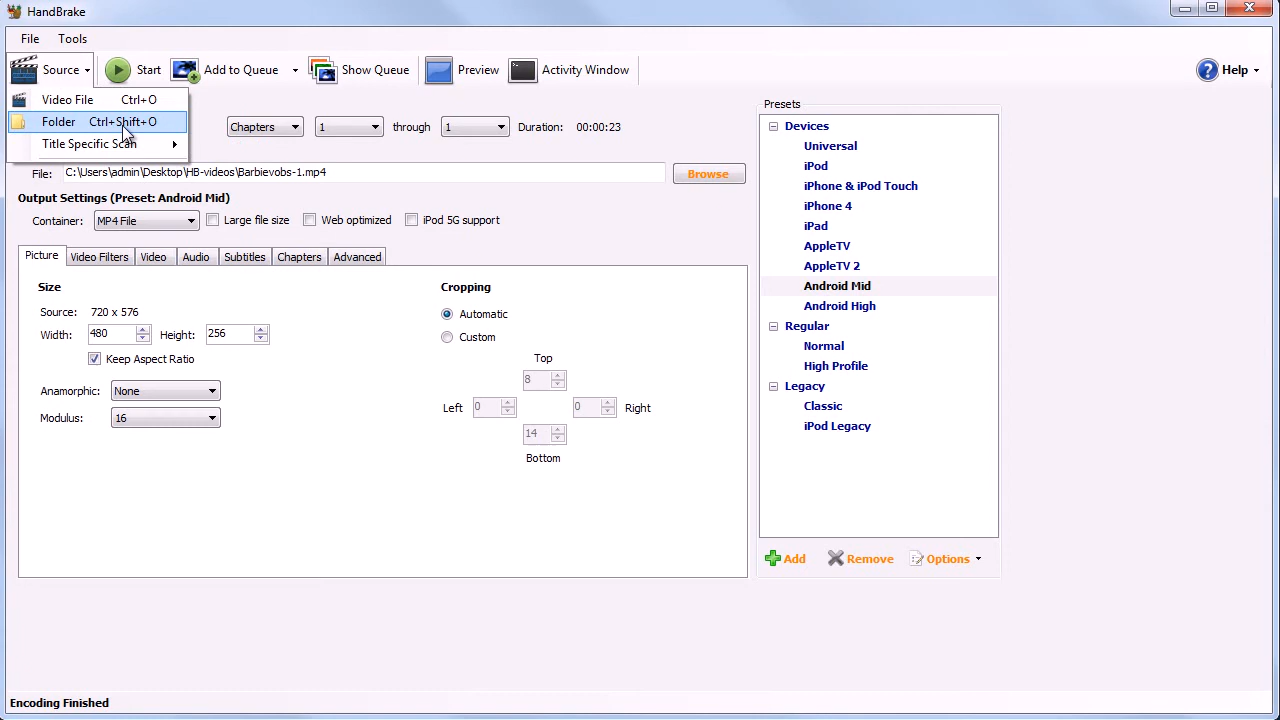 HandBrake
File Tools
Source Start Add to Queue Show Queue Preview Activity Window Help
Video File Ctrl+O
Folder Ctrl+Shift+O
Title Specific Scan
Chapters 1 through 1 Duration: 00:00:23
File: C:\Users\admin\Desktop\HB-videos\Barbievobs-1.mp4 Browse
Output Settings (Preset: Android Mid)
Container: MP4 File Large file size Web optimized iPod 5G support
Picture Video Filters Video Audio Subtitles Chapters Advanced
Size
Source: 720 x 576
Width: 480 Height: 256
Keep Aspect Ratio
Anamorphic: None
Modulus: 16
Cropping
Automatic
Custom
Top
8
Left 0 0 Right
14
Bottom
Presets
Devices
Universal
iPod
iPhone & iPod Touch
iPhone 4
iPad
AppleTV
AppleTV 2
Android Mid
Android High
Regular
Normal
High Profile
Legacy
Classic
iPod Legacy
Add Remove Options
Encoding Finished